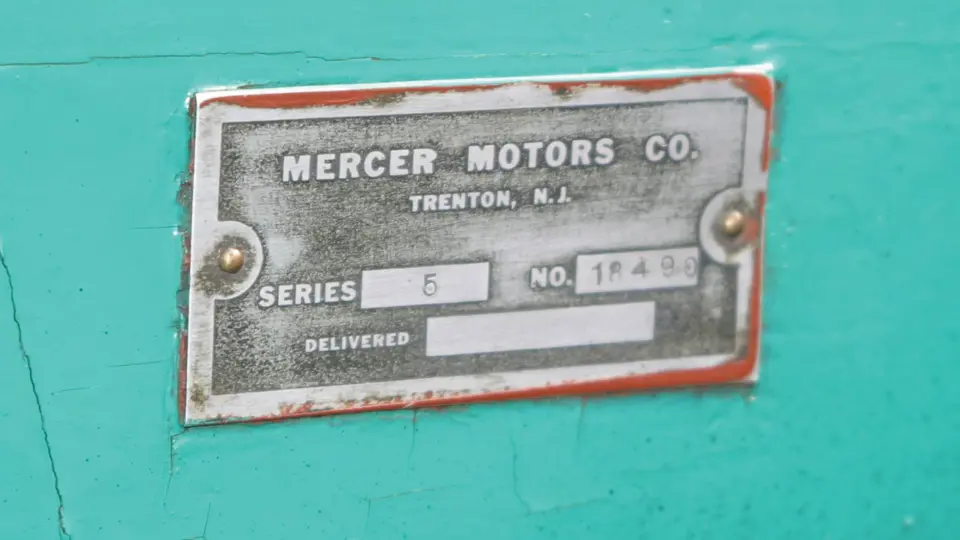 MERCER MOTORS CO.
TRENTON, N.J.
SERIES 5 NO. 18490
DELIVERED